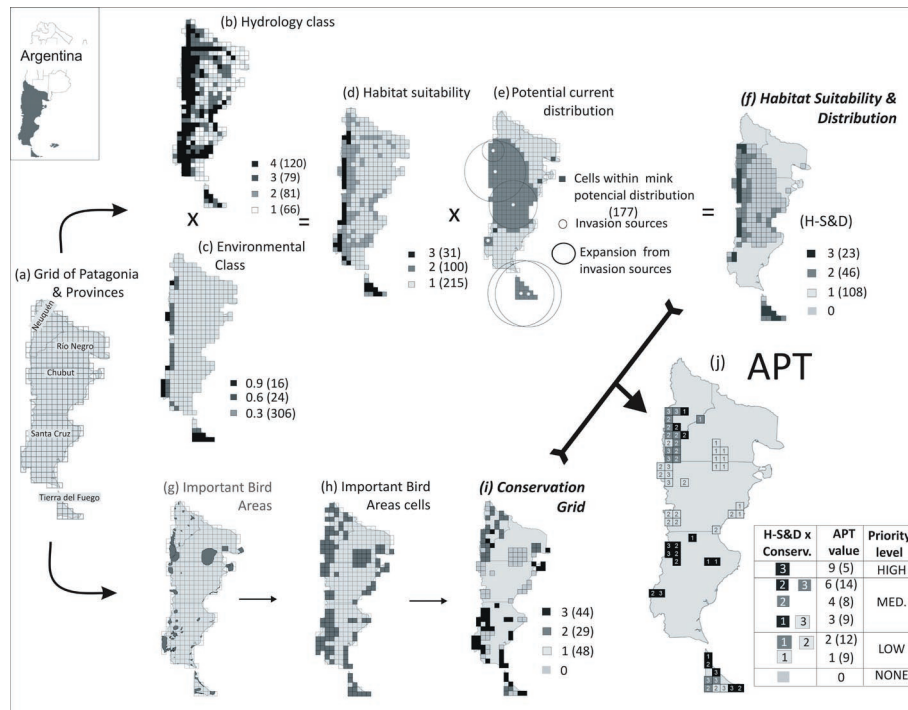 Argentina
(b) Hydrology class
4 (120)
3 (79)
2 (81)
1 (66)
X
(c) Environmental
Class
0.9 (16)
0.6 (24)
0.3 (306)
=
(a) Grid of Patagonia
& Provinces
Neuquén
Río Negro
Chubut
Santa Cruz
Tierra del Fuego
(d) Habitat suitability
3 (31)
2 (100)
1 (215)
X
(e) Potential current
distribution
Cells within mink
potencial distribution
(177)
Invasion sources
Expansion from
invasion sources
=
(f) Habitat Suitability &
Distribution
(H-S&D)
3 (23)
2 (46)
1 (108)
0
(g) Important Bird
Areas
(h) Important Bird
Areas cells
(i) Conservation
Grid
3 (44)
2 (29)
1 (48)
0
(j) APT
H-S&D x
Conserv.
APT
value
Priority
level
3 9 (5) HIGH
2 3 6 (14)
2 4 (8) MED.
1 3 3 (9)
1 2 2 (12)
1 1 (9) LOW
0 NONE